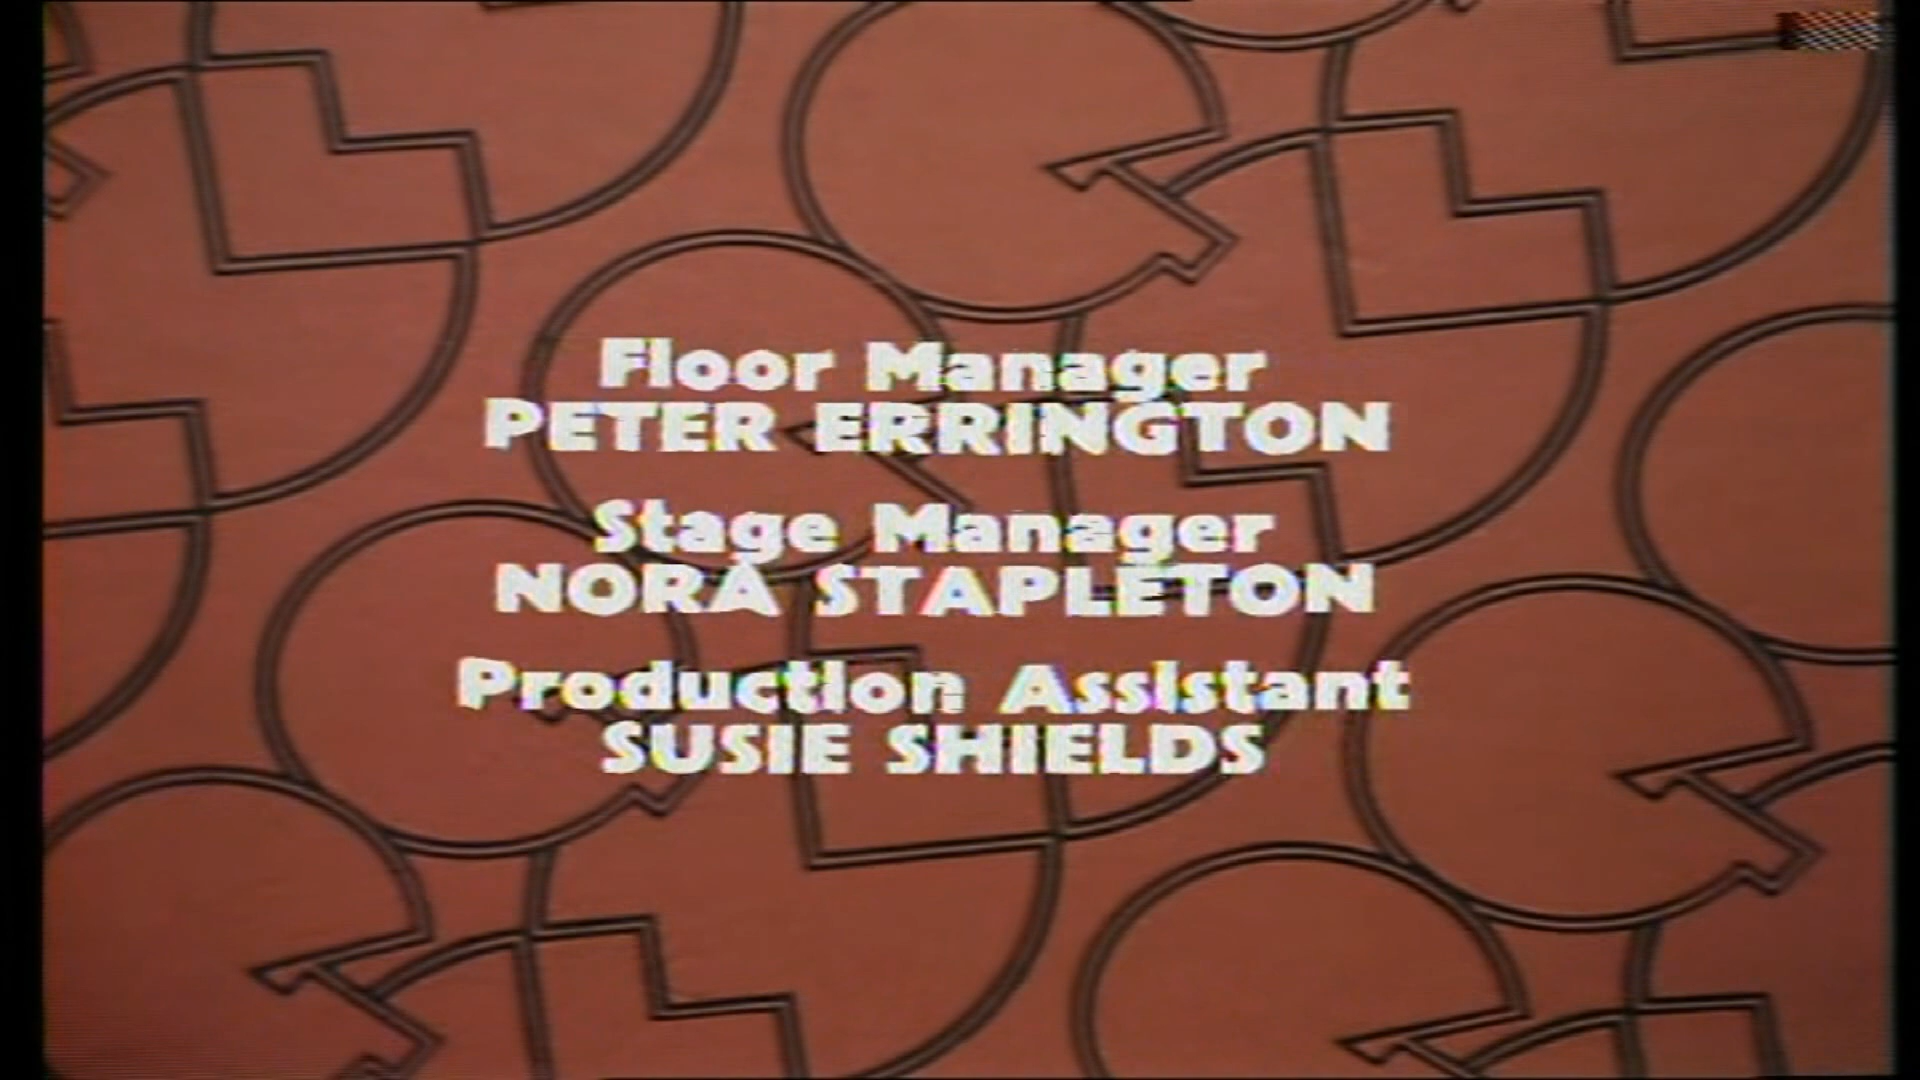 Floor Manager
PETER ERRINGTON
Stage Manager
NORA STAPLETON
Production Assistant
SUSIE SHIELDS